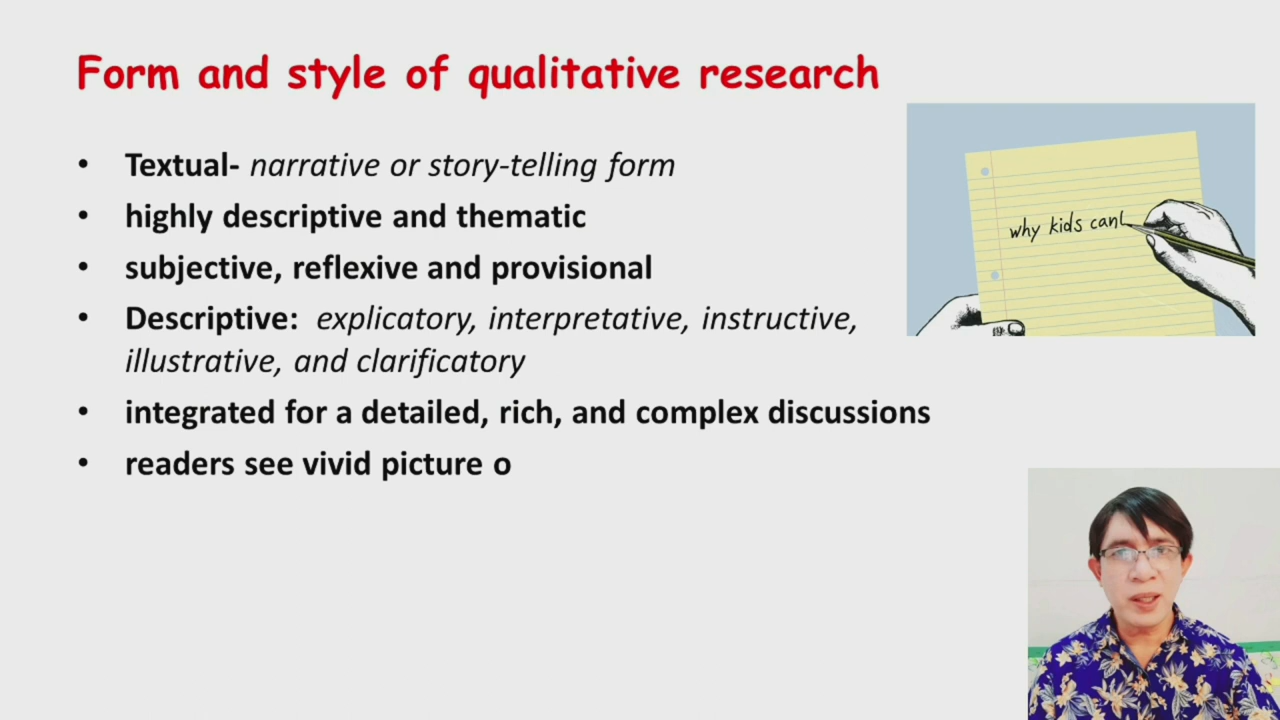 Form and style of qualitative research
• Textual- narrative or story-telling form
• highly descriptive and thematic
• subjective, reflexive and provisional
• Descriptive: explicatory, interpretative, instructive,
illustrative, and clarificatory
• integrated for a detailed, rich, and complex discussions
• readers see vivid picture o
why kids can